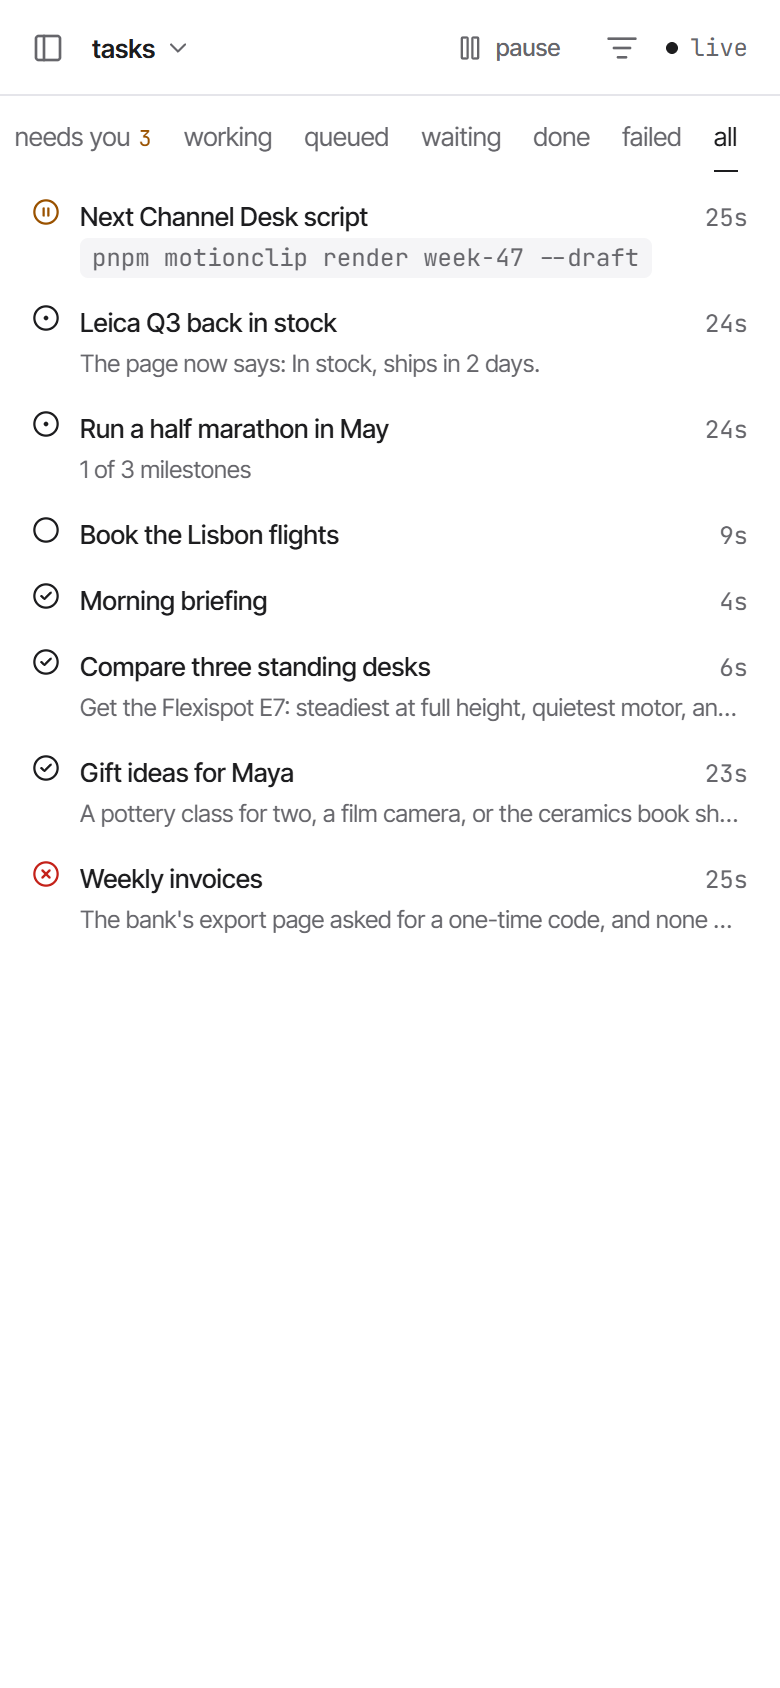 tasks
pause
live
needs you 3 working queued waiting done failed all
Next Channel Desk script 25s
pnpm motionclip render week-47 --draft
Leica Q3 back in stock 24s
The page now says: In stock, ships in 2 days.
Run a half marathon in May 24s
1 of 3 milestones
Book the Lisbon flights 9s
Morning briefing 4s
Compare three standing desks 6s
Get the Flexispot E7: steadiest at full height, quietest motor, an...
Gift ideas for Maya 23s
A pottery class for two, a film camera, or the ceramics book sh...
Weekly invoices 25s
The bank's export page asked for a one-time code, and none ...